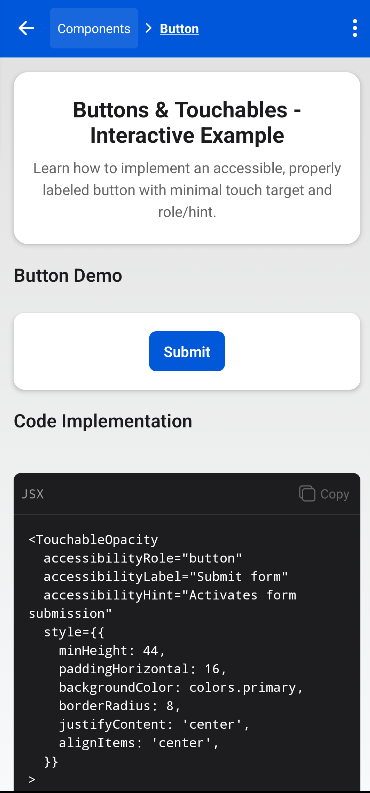 Components > Button
Buttons & Touchables -
Interactive Example
Learn how to implement an accessible, properly
labeled button with minimal touch target and
role/hint.
Button Demo
Submit
Code Implementation
JSX Copy
<TouchableOpacity
  accessibilityRole="button"
  accessibilityLabel="Submit form"
  accessibilityHint="Activates form
submission"
  style={{
    minHeight: 44,
    paddingHorizontal: 16,
    backgroundColor: colors.primary,
    borderRadius: 8,
    justifyContent: 'center',
    alignItems: 'center',
  }}
>